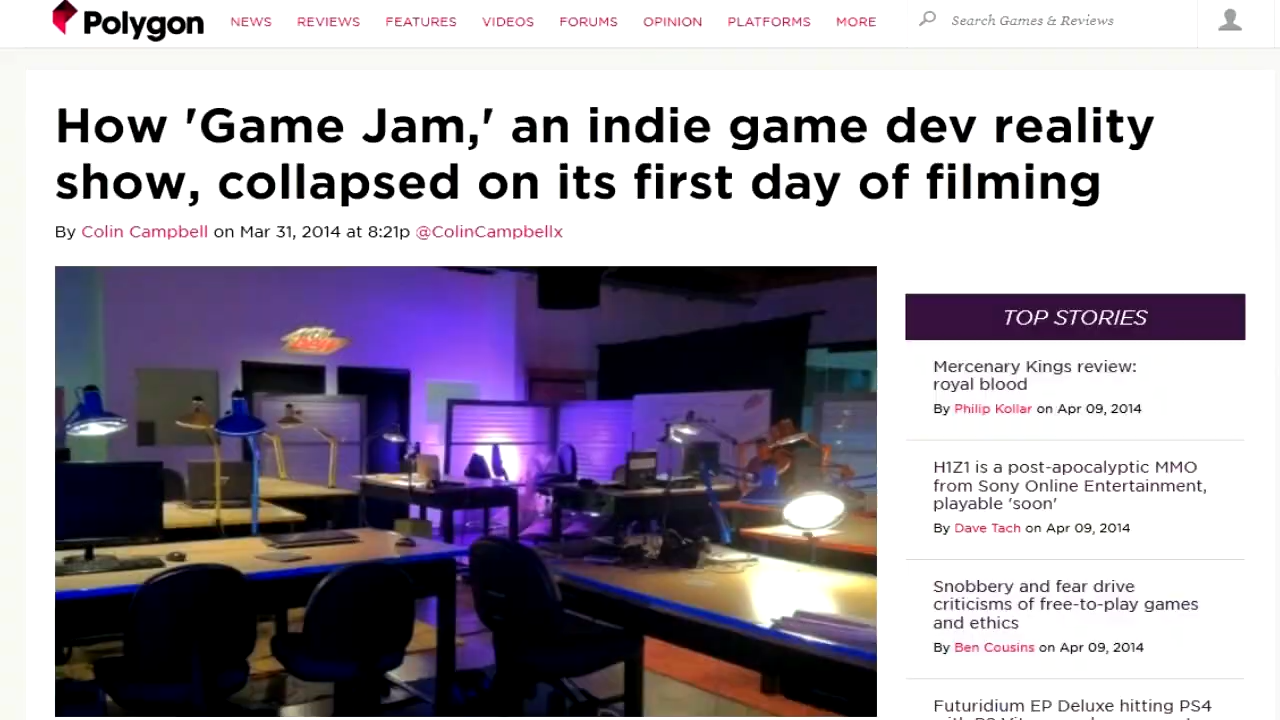 Polygon
NEWS REVIEWS FEATURES VIDEOS FORUMS OPINION PLATFORMS MORE
Search Games & Reviews
How 'Game Jam,' an indie game dev reality
show, collapsed on its first day of filming
By Colin Campbell on Mar 31, 2014 at 8:21p @ColinCampbellx
TOP STORIES
Mercenary Kings review:
royal blood
By Philip Kollar on Apr 09, 2014
H1Z1 is a post-apocalyptic MMO
from Sony Online Entertainment,
playable 'soon'
By Dave Tach on Apr 09, 2014
Snobbery and fear drive
criticisms of free-to-play games
and ethics
By Ben Cousins on Apr 09, 2014
Futuridium EP Deluxe hitting PS4